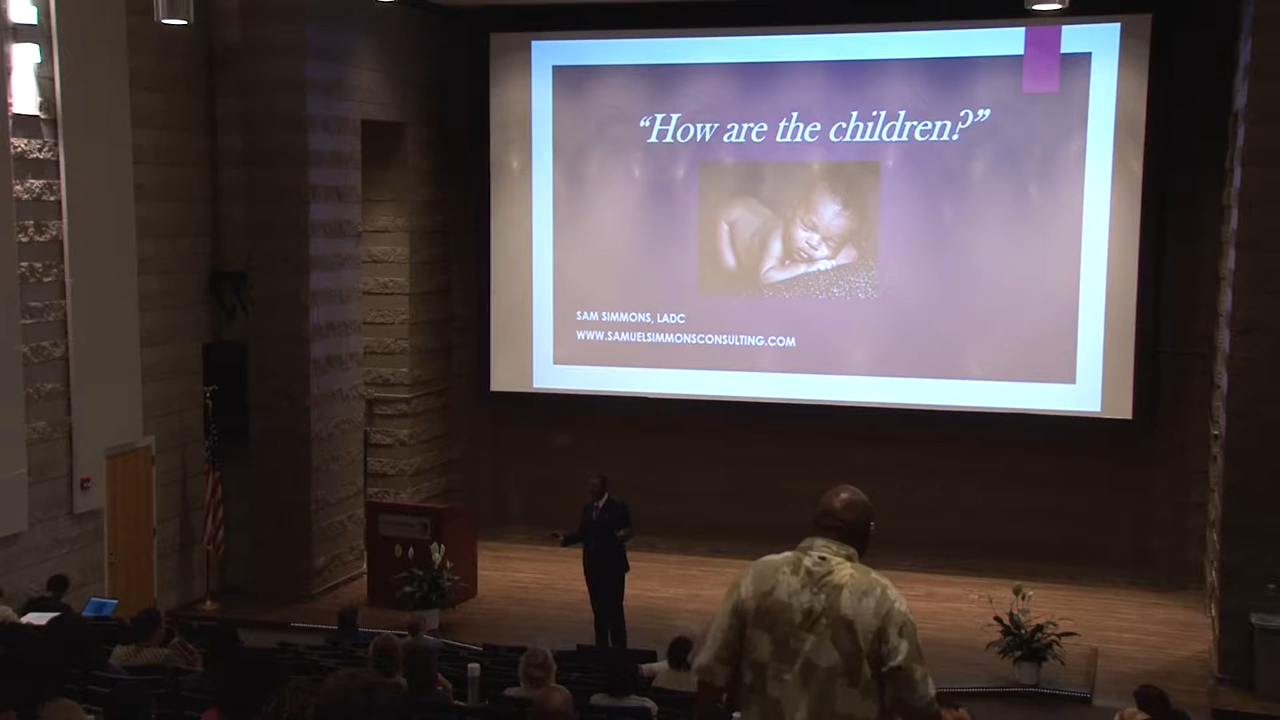 “How are the children?”
SAM SIMMONS, LADC
WWW.SAMUELSIMMONSCONSULTING.COM